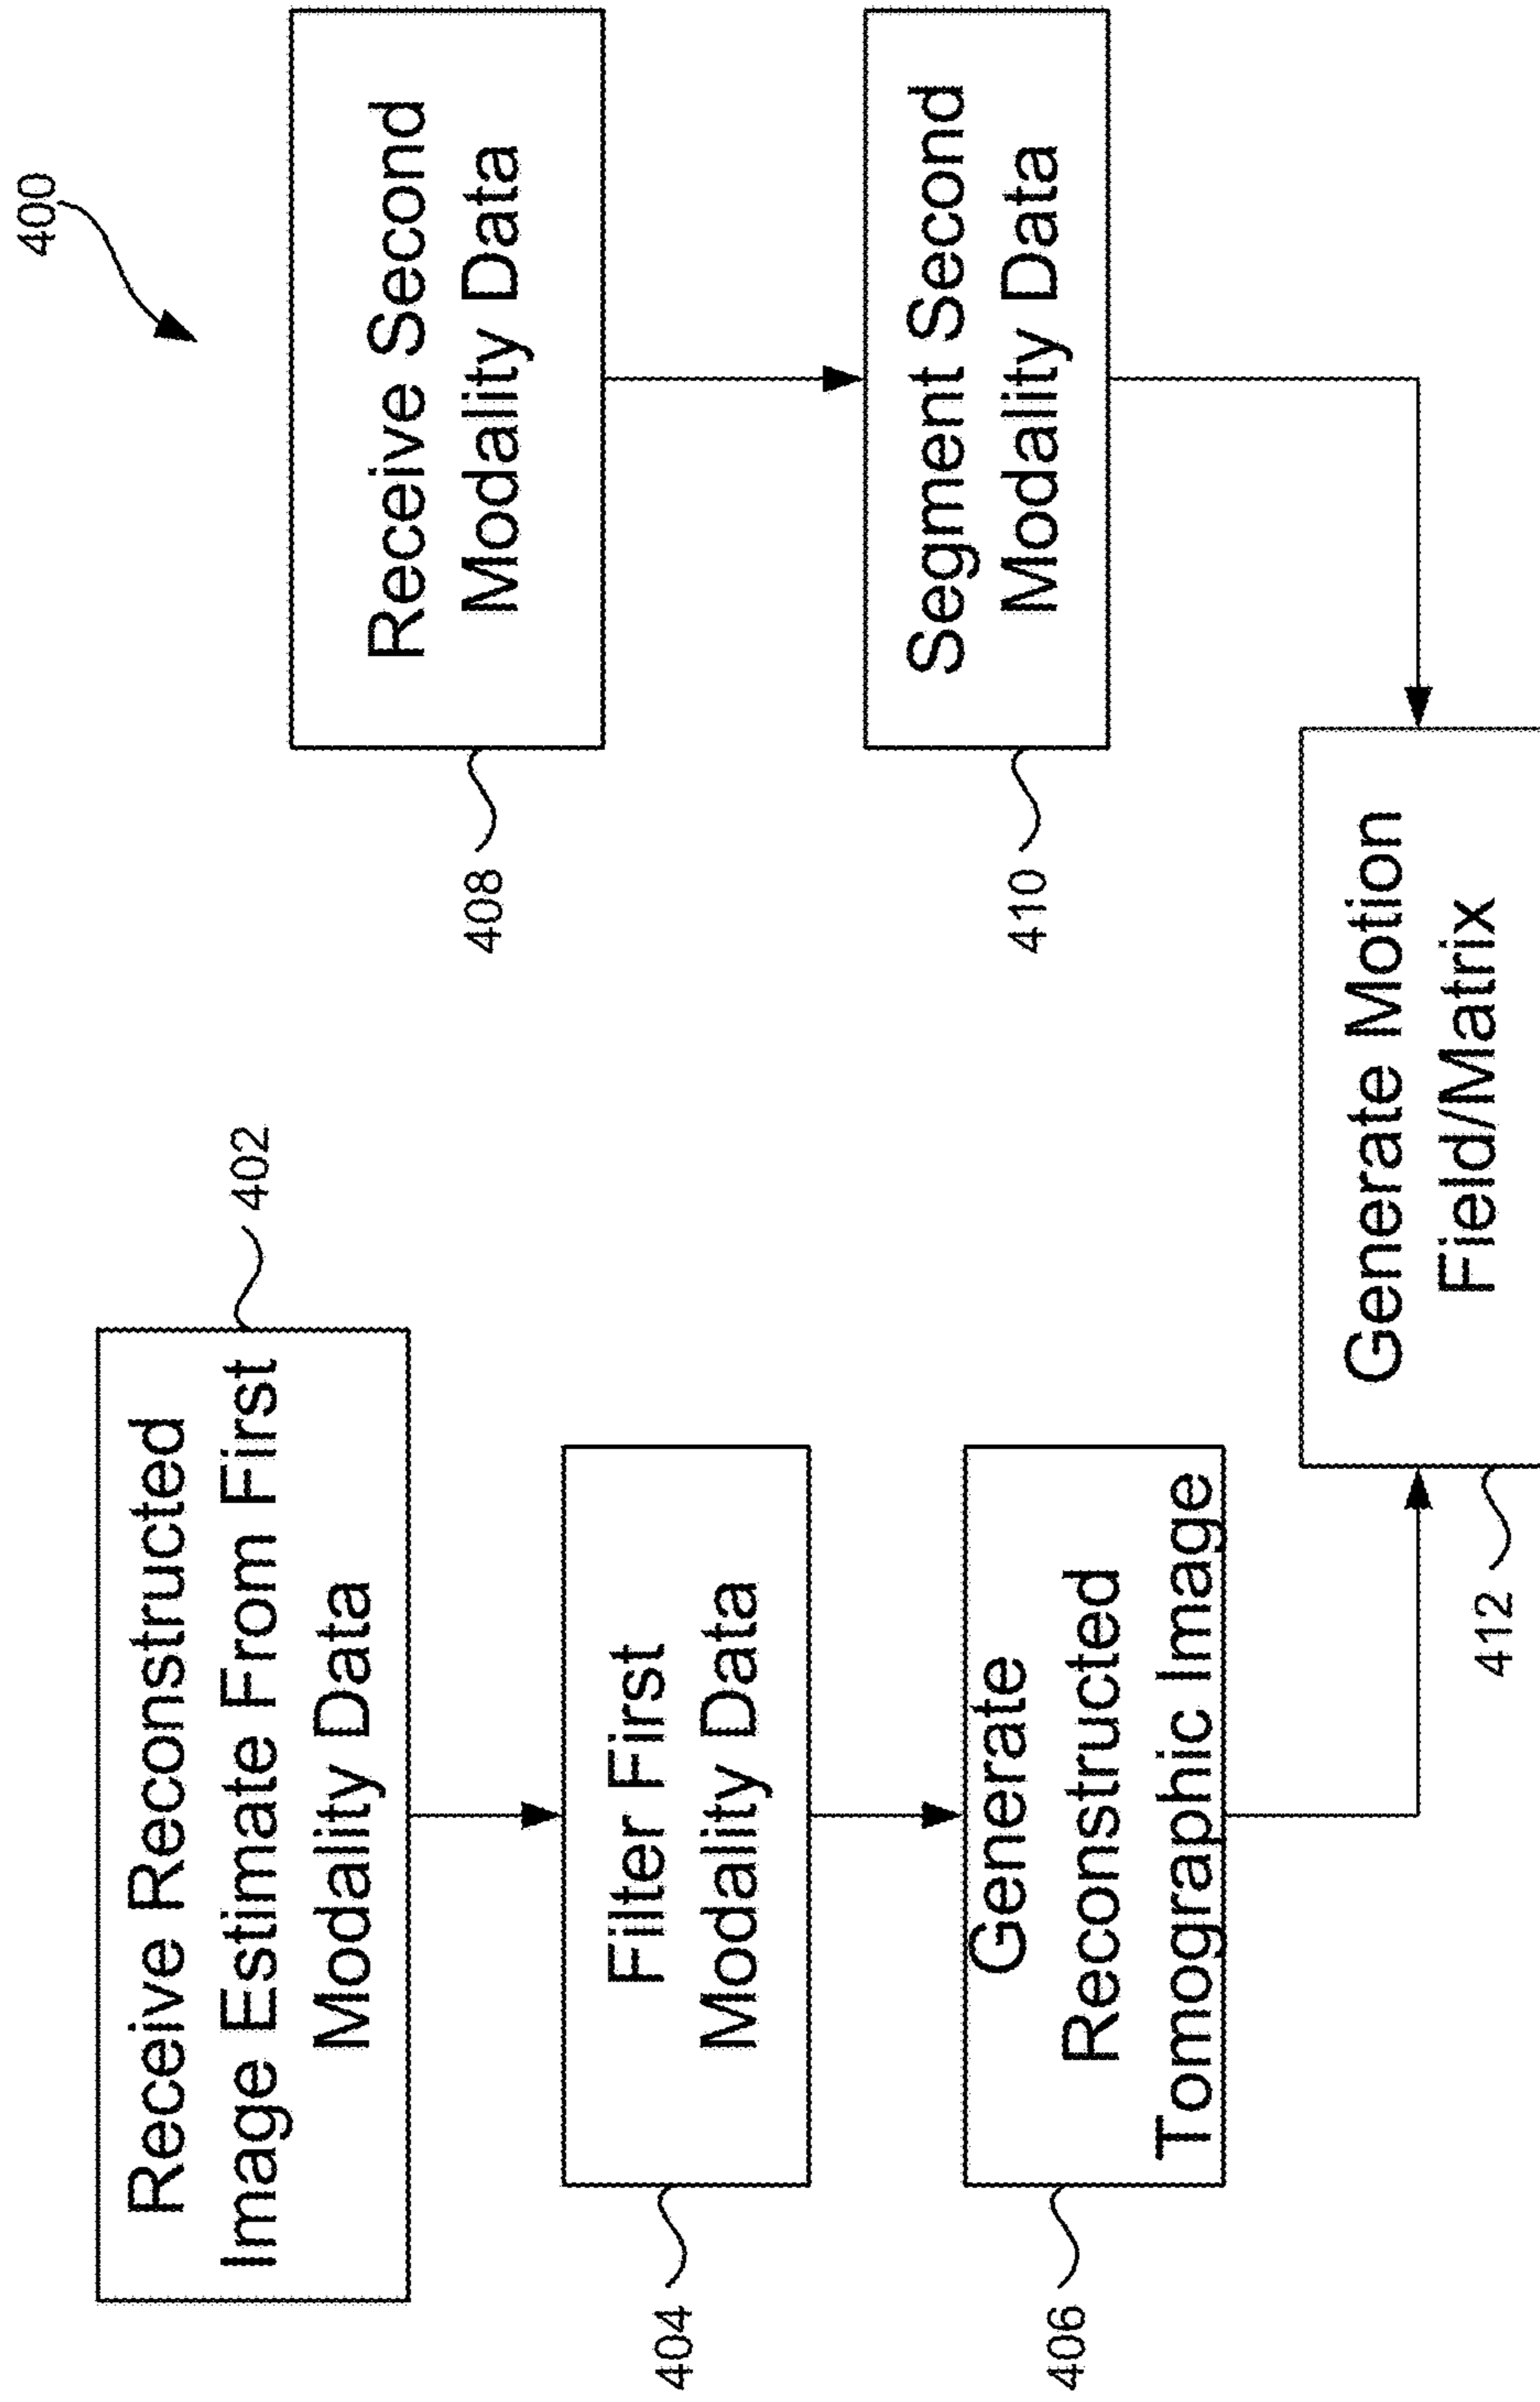 400
Receive Reconstructed
Image Estimate From First
Modality Data
402
Filter First
Modality Data
404
Generate
Reconstructed
Tomographic Image
406
Receive Second
Modality Data
408
Segment Second
Modality Data
410
Generate Motion
Field/Matrix
412